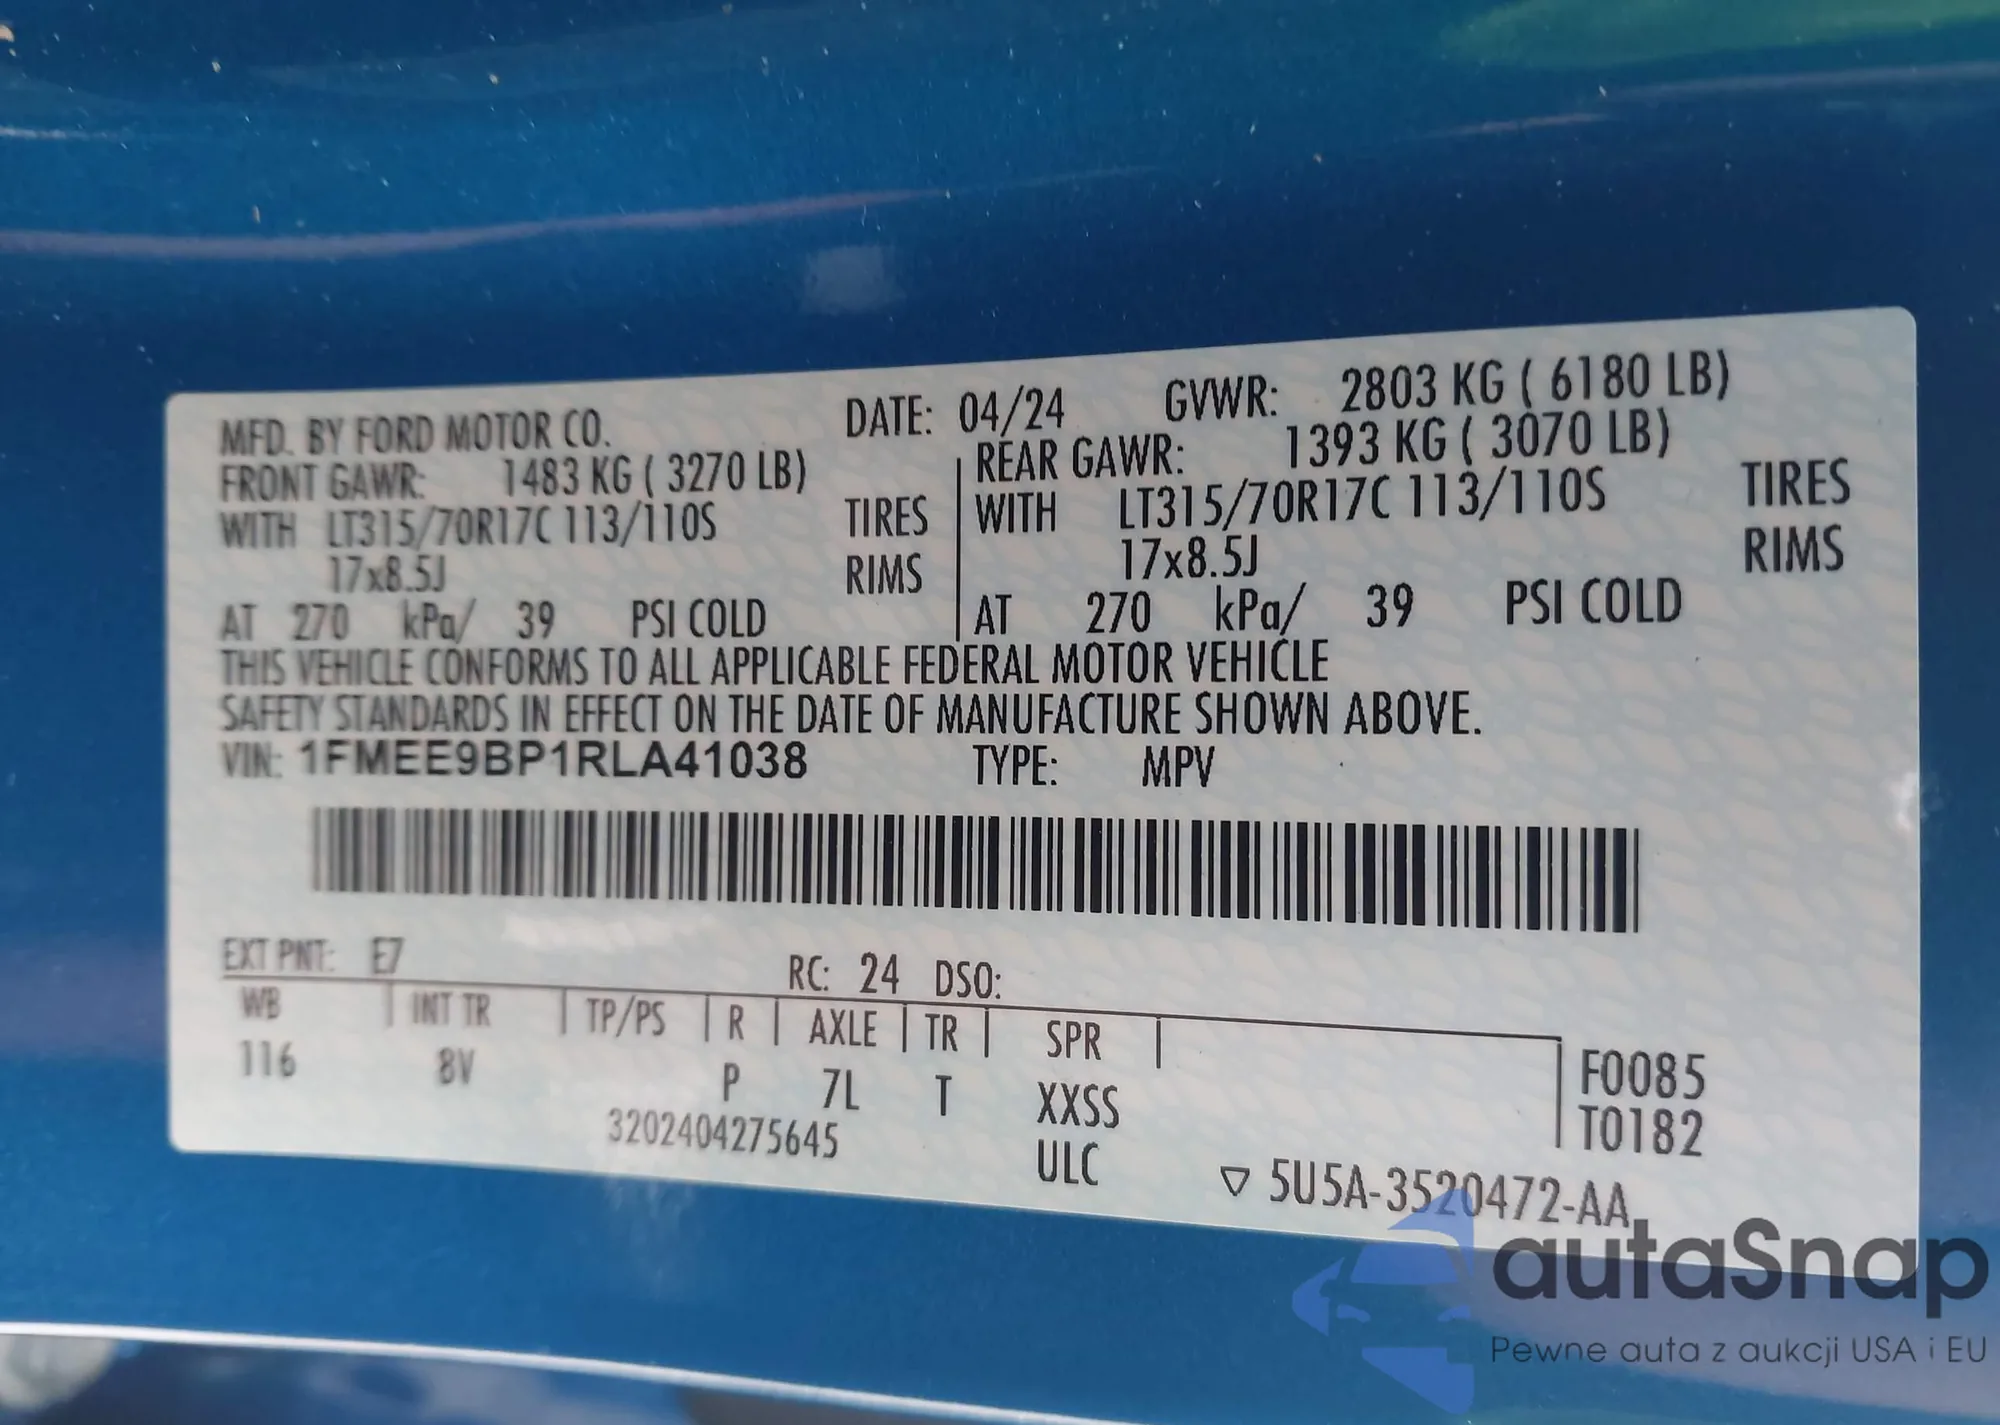 MFD. BY FORD MOTOR CO. DATE: 04/24 GVWR: 2803 KG ( 6180 LB)
FRONT GAWR: 1483 KG ( 3270 LB) REAR GAWR: 1393 KG ( 3070 LB)
WITH LT315/70R17C 113/110S TIRES WITH LT315/70R17C 113/110S TIRES
17x8.5J RIMS 17x8.5J RIMS
AT 270 kPa/ 39 PSI COLD AT 270 kPa/ 39 PSI COLD
THIS VEHICLE CONFORMS TO ALL APPLICABLE FEDERAL MOTOR VEHICLE
SAFETY STANDARDS IN EFFECT ON THE DATE OF MANUFACTURE SHOWN ABOVE.
VIN: 1FMEE9BP1RLA41038 TYPE: MPV
EXT PNT: E7 RC: 24 DSO:
WB INT TR TP/PS R AXLE TR SPR
116 8V P 7L T XXSS F0085
3202404275645 ULC T0182
▽ 5U5A-3520472-AA
autaSnap
Pewne auta z aukcji USA i EU